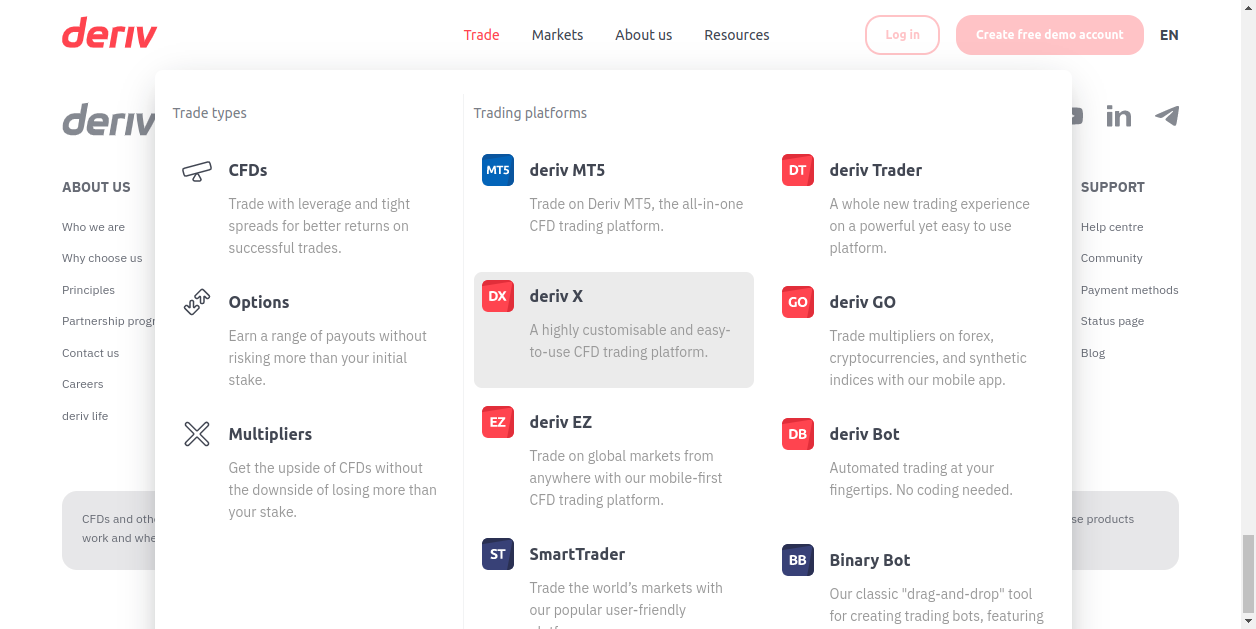 deriv
Trade
Markets
About us
Resources
Log in
Create free demo account
EN
deriv
ABOUT US
Who we are
Why choose us
Principles
Partnership
Contact us
Careers
deriv life
CFDs and
work and
Trade types
CFDs
Trade with leverage and tight
spreads for better returns on
successful trades.
Options
Earn a range of payouts without
risking more than your initial
stake.
Multipliers
Get the upside of CFDs without
the downside of losing more than
your stake.
Trading platforms
MT5
deriv MT5
Trade on Deriv MT5, the all-in-one
CFD trading platform.
DX
deriv X
A highly customisable and easy-
to-use CFD trading platform.
EZ
deriv EZ
Trade on global markets from
anywhere with our mobile-first
CFD trading platform.
ST
SmartTrader
Trade the world's markets with
our popular user-friendly
DT
deriv Trader
A whole new trading experience
on a powerful yet easy to use
platform.
GO
deriv GO
Trade multipliers on forex,
cryptocurrencies, and synthetic
indices with our mobile app.
DB
deriv Bot
Automated trading at your
fingertips. No coding needed.
BB
Binary Bot
Our classic "drag-and-drop" tool
for creating trading bots, featuring
in
SUPPORT
Help centre
Community
Payment methods
Status page
Blog
products